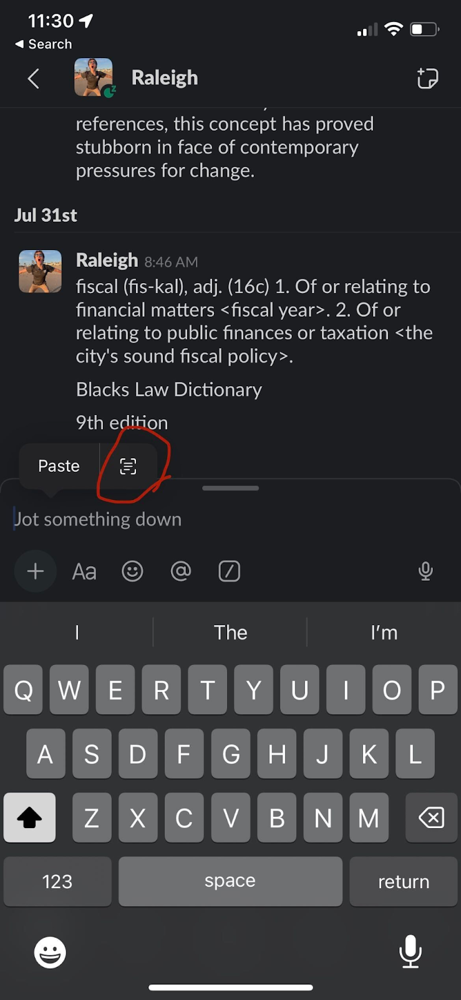 11:30
Search
Raleigh
references, this concept has proved
stubborn in face of contemporary
pressures for change.
Jul 31st
Raleigh 8:46 AM
fiscal (fis-kal), adj. (16c) 1. Of or relating to
financial matters <fiscal year>. 2. Of or
relating to public finances or taxation <the
city's sound fiscal policy>.
Blacks Law Dictionary
9th edition
Paste
Jot something down
Aa @
I The I'm
Q W E R T Y U I O P
A S D F G H J K L
Z X C V B N M
123 space return